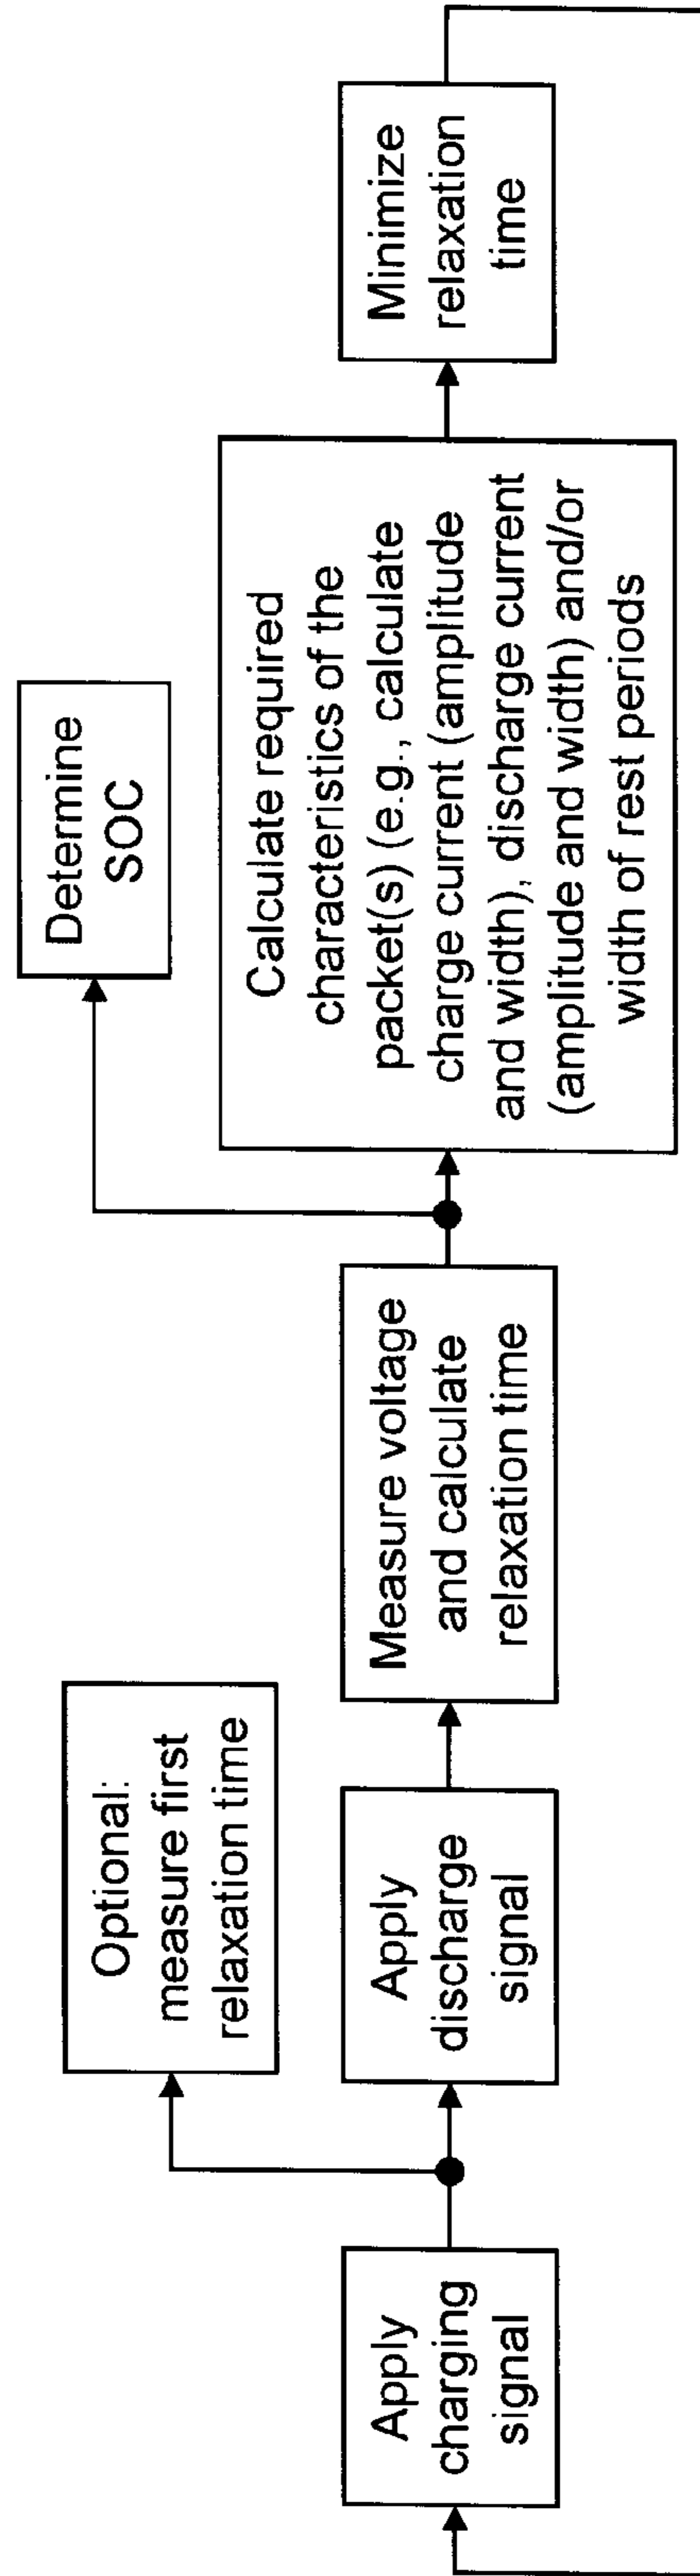 Apply
charging
signal
Optional:
measure first
relaxation time
Apply
discharge
signal
Measure voltage
and calculate
relaxation time
Determine
SOC
Calculate required
characteristics of the
packet(s) (e.g., calculate
charge current (amplitude
and width), discharge current
(amplitude and width) and/or
width of rest periods
Minimize
relaxation
time